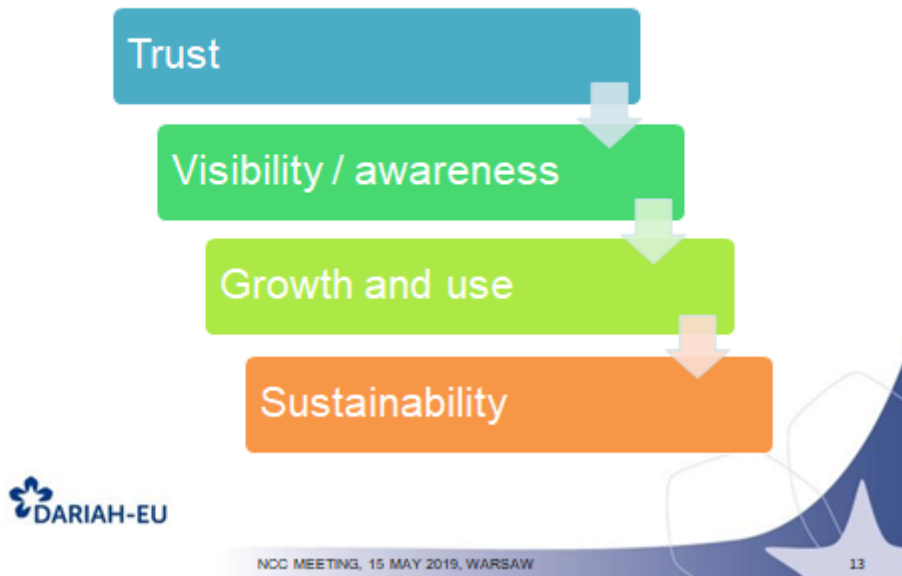 Trust
Visibility / awareness
Growth and use
Sustainability
DARIAH-EU
NCC MEETING, 15 MAY 2019, WARSAW
13